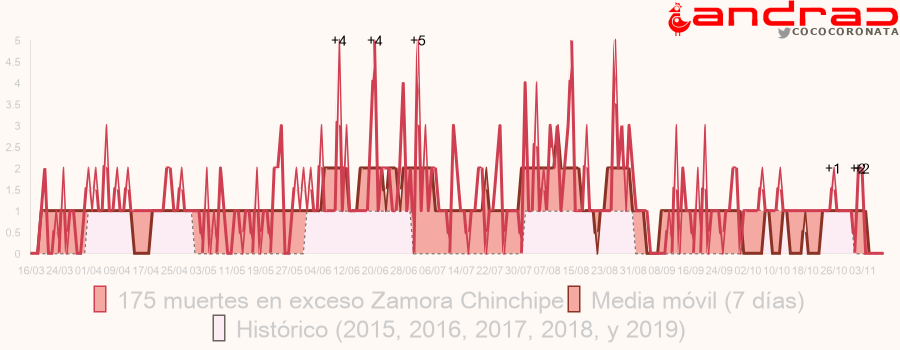 andrac
COCOCORONATA
+4 +4 +5 +1 +2
5
4.5
4
3.5
3
2.5
2
1.5
1
0.5
0
16/03 24/03 01/04 09/04 17/04 25/04 03/05 11/05 19/05 27/05 04/06 12/06 20/06 28/06 06/07 14/07 22/07 30/07 07/08 15/08 23/08 31/08 08/09 16/09 24/09 02/10 10/10 18/10 26/10 03/11
175 muertes en exceso Zamora Chinchipe Media móvil (7 días)
Histórico (2015, 2016, 2017, 2018, y 2019)